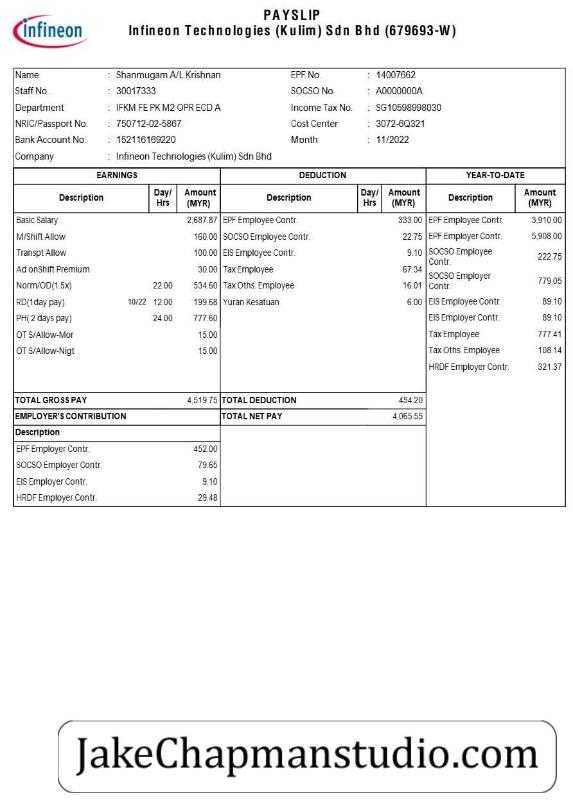 infineon
PAYSLIP
Infineon Technologies (Kulim) Sdn Bhd (679693-W)
Name : Shanmugam A/L Krishnan EPF No. : 14007662
Staff No. : 30017333 SOCSO No. : A0000000A
Department : IFKM FE PK M2 OPR ECD A Income Tax No. : SG10598998030
NRIC/Passport No. : 750712-02-5867 Cost Center : 3072-6Q321
Bank Account No. : 152116169220 Month : 11/2022
Company : Infineon Technologies (Kulim) Sdn Bhd
EARNINGS DEDUCTION YEAR-TO-DATE
Description Day/ Hrs Amount (MYR) Description Day/ Hrs Amount (MYR) Description Amount (MYR)
Basic Salary 2,687.87 EPF Employee Contr. 333.00 EPF Employee Contr. 3,910.00
M/Shift Allow 160.00 SOCSO Employee Contr. 22.75 EPF Employer Contr. 5,908.00
Transpt Allow 100.00 EIS Employee Contr. 9.10 SOCSO Employee Contr. 222.75
Ad onShift Premium 30.00 Tax Employee 67.34 SOCSO Employer Contr. 779.05
Norm/OD(1.5x) 22.00 534.60 Tax Oths. Employee 16.01
RD(1day pay) 10/22 12.00 199.68 Yuran Kesatuan 6.00 EIS Employee Contr. 89.10
PH( 2 days pay) 24.00 777.60 EIS Employer Contr. 89.10
OT S/Allow-Mor 15.00 Tax Employee 777.41
OT S/Allow-Nigt 15.00 Tax Oths. Employee 108.14
HRDF Employer Contr. 321.37
TOTAL GROSS PAY 4,519.75 TOTAL DEDUCTION 454.20
EMPLOYER'S CONTRIBUTION TOTAL NET PAY 4,065.55
Description
EPF Employer Contr. 452.00
SOCSO Employer Contr. 79.65
EIS Employer Contr. 9.10
HRDF Employer Contr. 29.48
JakeChapmanstudio.com